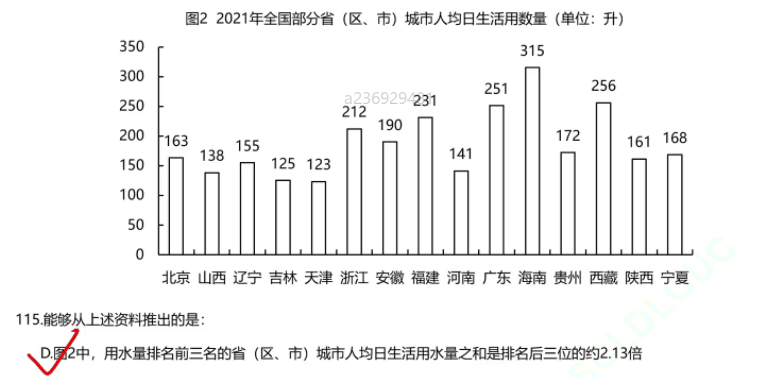 图2 2021年全国部分省（区、市）城市人均日生活用数量（单位：升）
350
300
250
200
150
100
50
0
163 138 155 125 123 212 190 231 141 251 315 172 256 161 168
北京 山西 辽宁 吉林 天津 浙江 安徽 福建 河南 广东 海南 贵州 西藏 陕西 宁夏
115.能够从上述资料推出的是：
D.图2中，用水量排名前三名的省（区、市）城市人均日生活用水量之和是排名后三位的约2.13倍